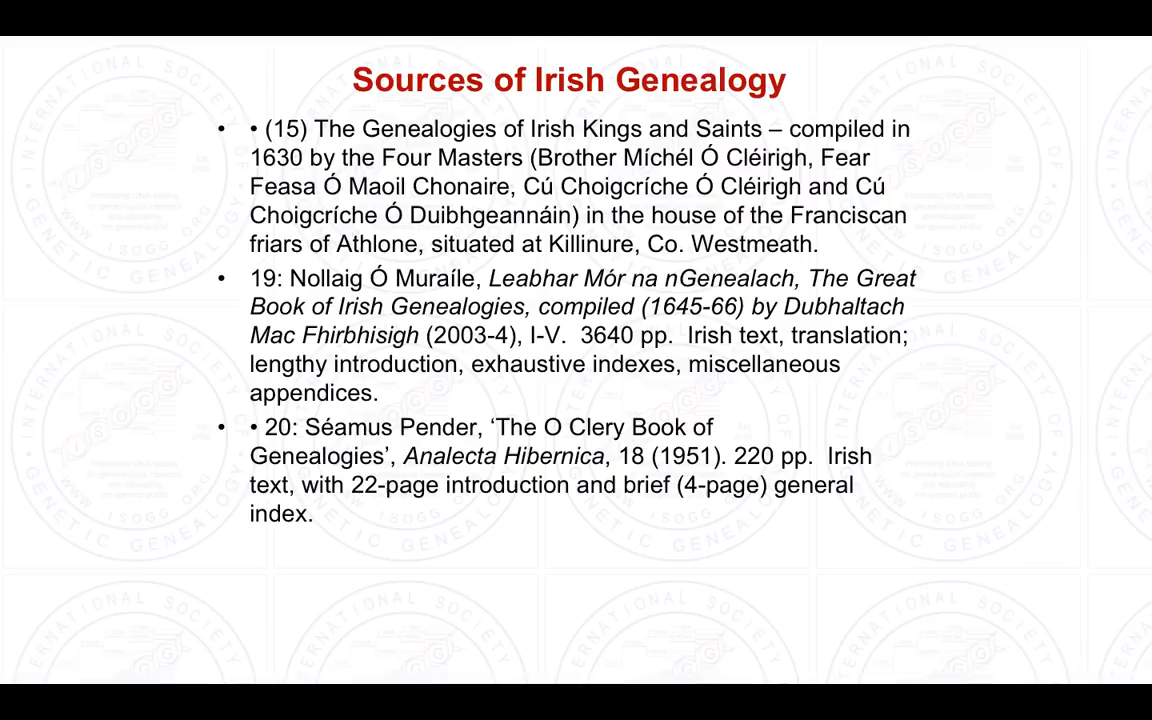 Sources of Irish Genealogy
• • (15) The Genealogies of Irish Kings and Saints – compiled in
1630 by the Four Masters (Brother Míchél Ó Cléirigh, Fear
Feasa Ó Maoil Chonaire, Cú Choigcríche Ó Cléirigh and Cú
Choigcríche Ó Duibhgeannáin) in the house of the Franciscan
friars of Athlone, situated at Killinure, Co. Westmeath.
• 19: Nollaig Ó Muraíle, Leabhar Mór na nGenealach, The Great
Book of Irish Genealogies, compiled (1645-66) by Dubhaltach
Mac Fhirbhisigh (2003-4), I-V. 3640 pp. Irish text, translation;
lengthy introduction, exhaustive indexes, miscellaneous
appendices.
• • 20: Séamus Pender, ‘The O Clery Book of
Genealogies’, Analecta Hibernica, 18 (1951). 220 pp. Irish
text, with 22-page introduction and brief (4-page) general
index.